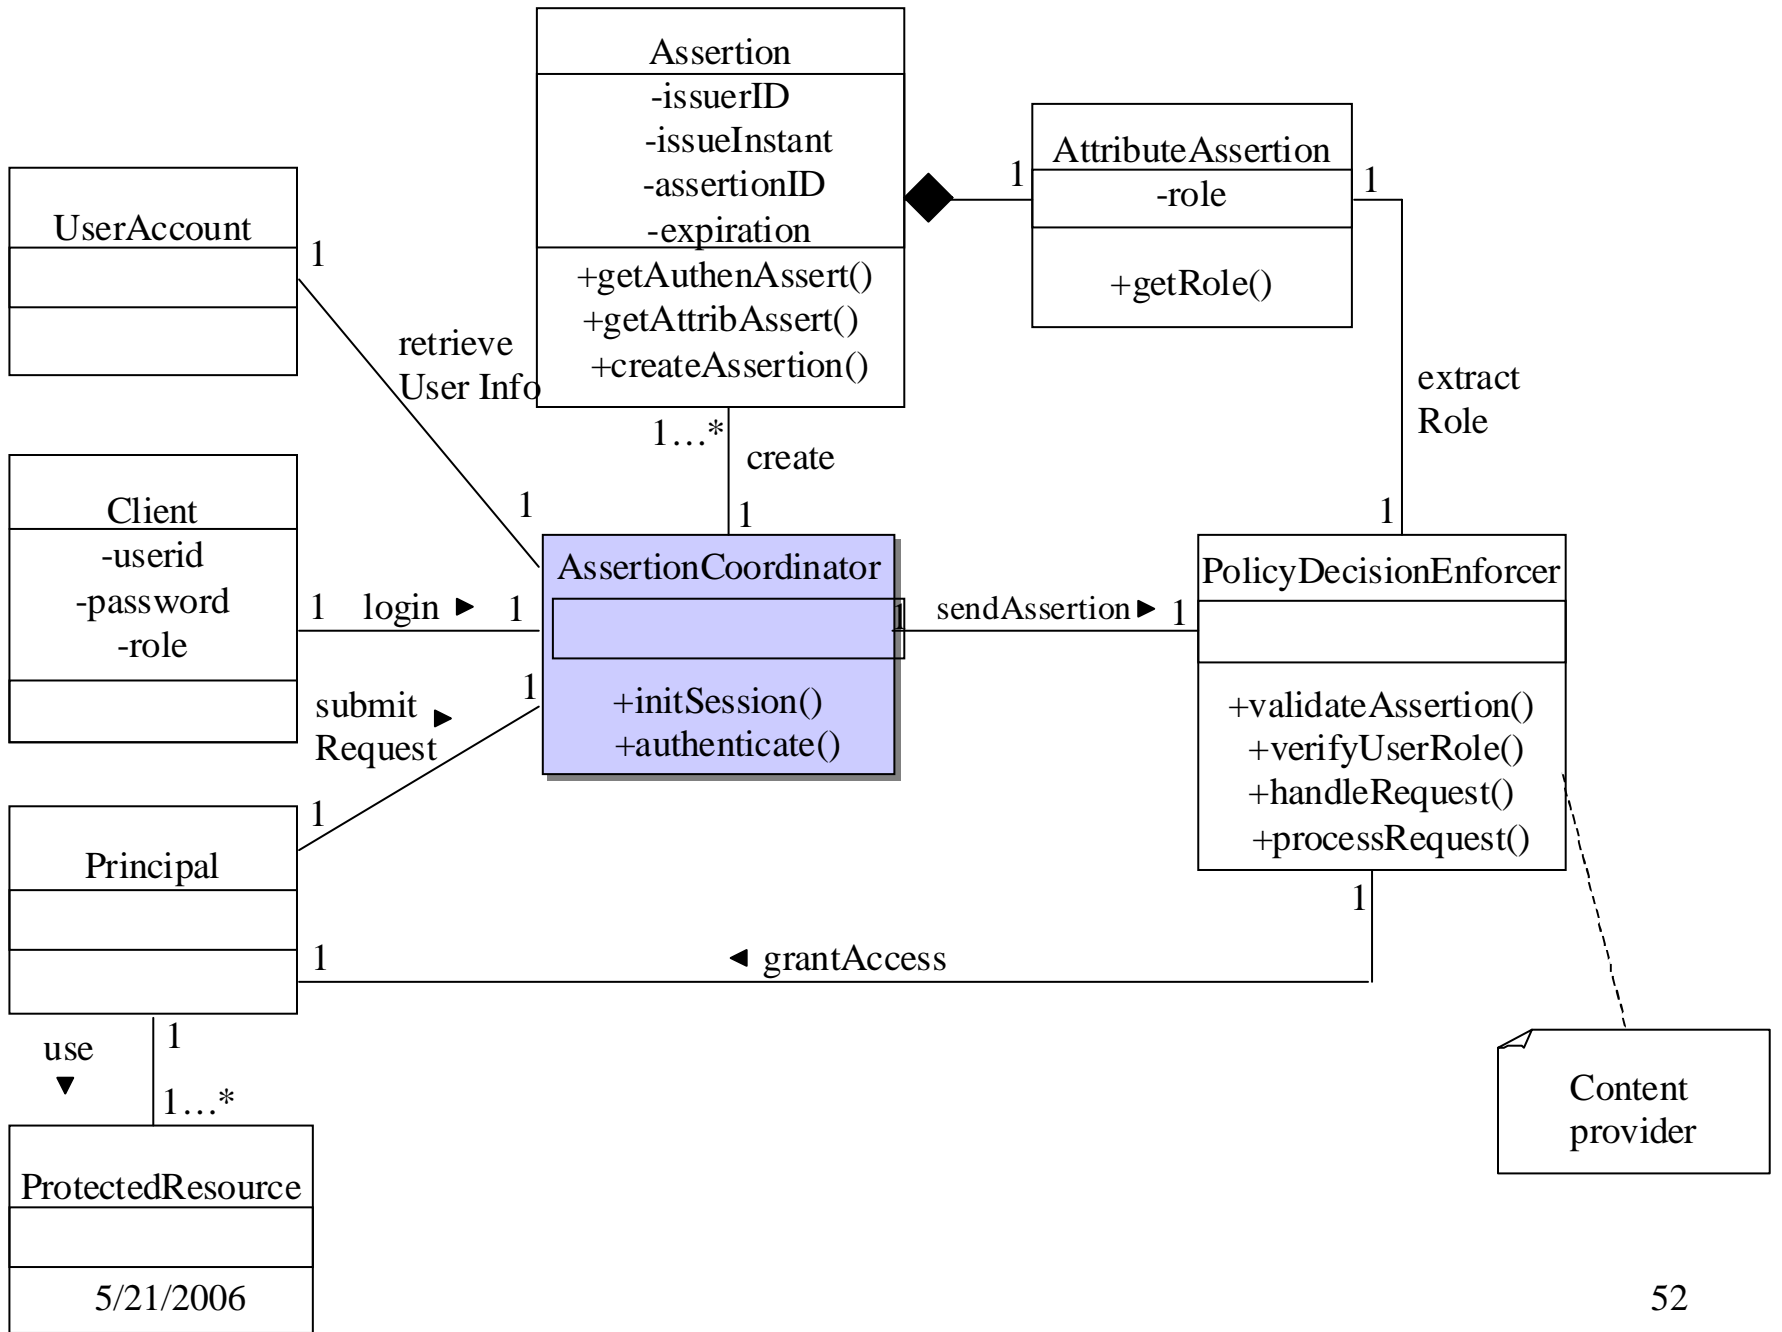 Assertion
-issuerID
-issueInstant
-assertionID
-expiration
+getAuthenAssert()
+getAttribAssert()
+createAssertion()
AttributeAssertion
-role
+getRole()
1
1
UserAccount
1
retrieve
User Info
1
extract
Role
1
1…*
create
1
Client
-userid
-password
-role
1
login
1
AssertionCoordinator
+initSession()
+authenticate()
1
sendAssertion
1
PolicyDecisionEnforcer
+validateAssertion()
+verifyUserRole()
+handleRequest()
+processRequest()
submit
Request
1
1
Principal
1
grantAccess
1
use
1
1…*
ProtectedResource
Content
provider
5/21/2006
52